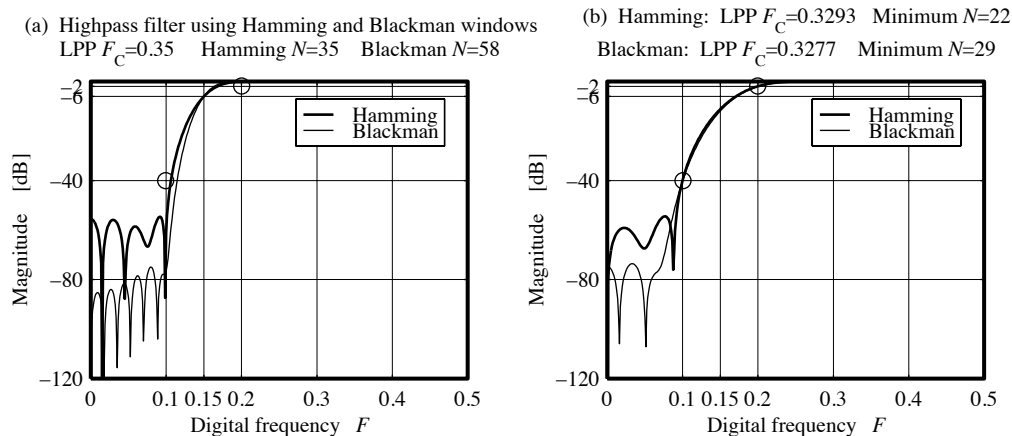 (a) Highpass filter using Hamming and Blackman windows
LPP F_C=0.35 Hamming N=35 Blackman N=58
−2
−6
−40
−80
−120
Magnitude [dB]
Hamming
Blackman
0 0.1 0.15 0.2 0.3 0.4 0.5
Digital frequency F
(b) Hamming: LPP F_C=0.3293 Minimum N=22
Blackman: LPP F_C=0.3277 Minimum N=29
−2
−6
−40
−80
−120
Magnitude [dB]
Hamming
Blackman
0 0.1 0.15 0.2 0.3 0.4 0.5
Digital frequency F